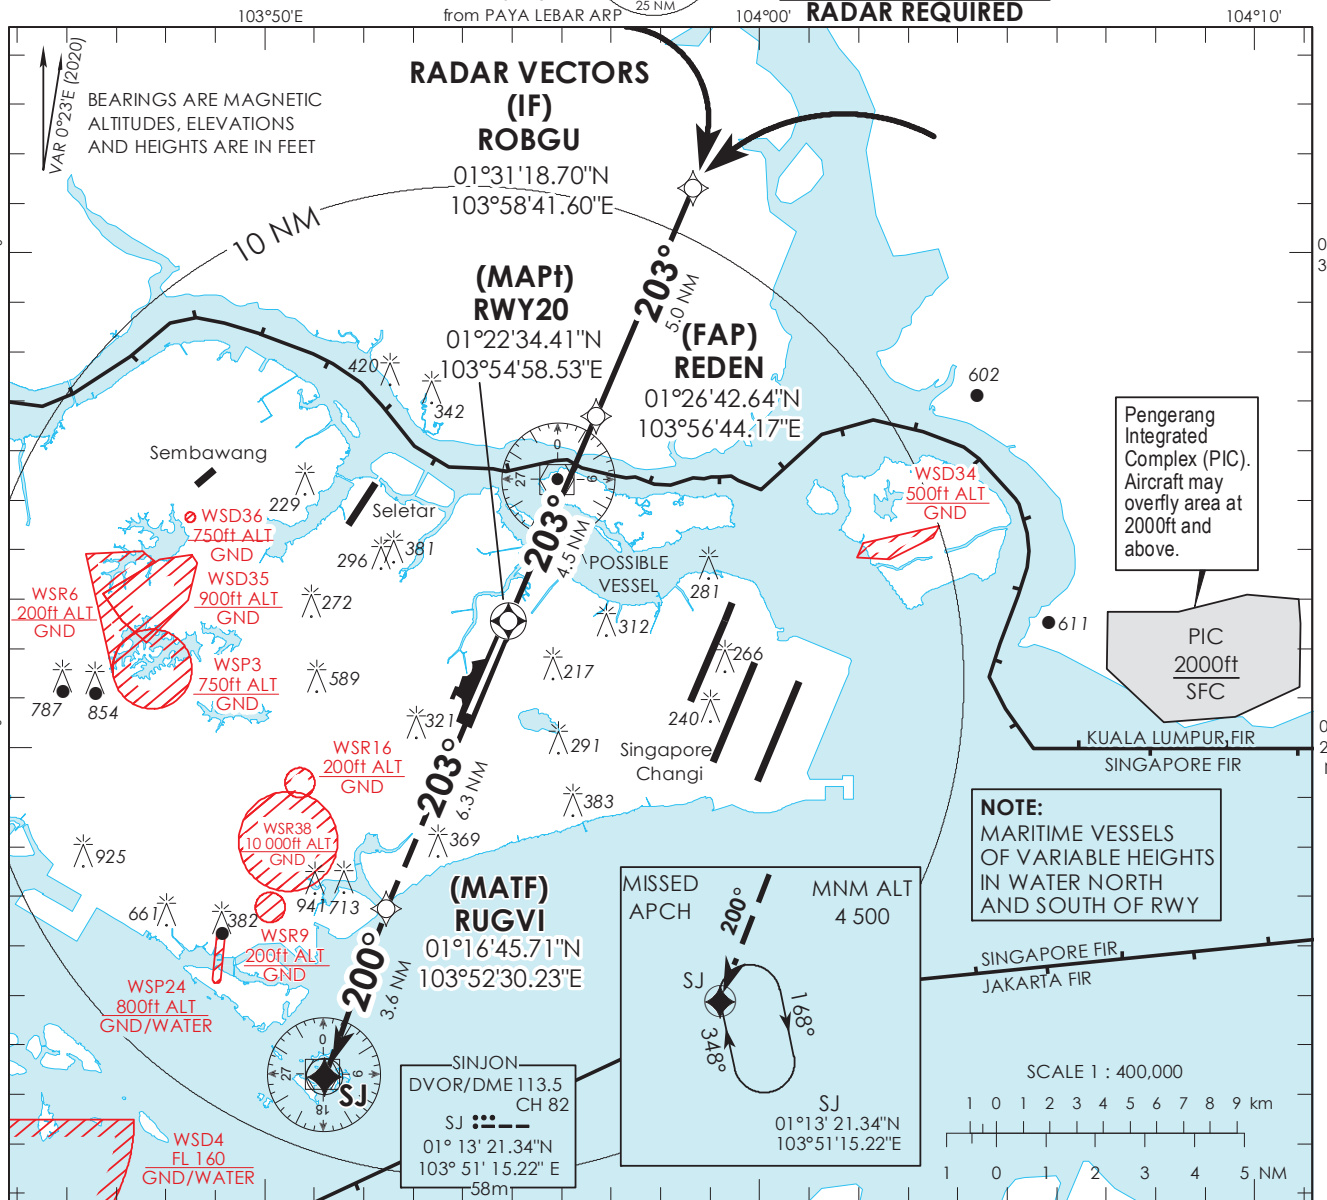 103°50'E
from PAYA LEBAR ARP
25 NM
104°00'
RADAR REQUIRED
104°10'
VAR 0°23'E (2020)
BEARINGS ARE MAGNETIC
ALTITUDES, ELEVATIONS
AND HEIGHTS ARE IN FEET
RADAR VECTORS
(IF)
ROBGU
01°31'18.70"N
103°58'41.60"E
10 NM
203°
5.0 NM
(MAPt)
RWY20
01°22'34.41"N
103°54'58.53"E
(FAP)
REDEN
01°26'42.64"N
103°56'44.17"E
420
342
602
Pengerang
Integrated
Complex (PIC).
Aircraft may
overfly area at
2000ft and
above.
Sembawang
229
Seletar
296
381
272
589
WSD36
750ft ALT
GND
WSD35
900ft ALT
GND
WSR6
200ft ALT
GND
WSP3
750ft ALT
GND
787
854
0
9
27
203°
4.5 NM
POSSIBLE
VESSEL
281
312
217
266
240
291
321
383
369
WSD34
500ft ALT
GND
611
PIC
2000ft
SFC
Singapore
Changi
KUALA LUMPUR FIR
SINGAPORE FIR
WSR16
200ft ALT
GND
WSR38
10 000ft ALT
GND
203°
6.3 NM
925
661
382
941
713
WSR9
200ft ALT
GND
WSP24
800ft ALT
GND/WATER
(MATF)
RUGVI
01°16'45.71"N
103°52'30.23"E
200°
3.6 NM
NOTE:
MARITIME VESSELS
OF VARIABLE HEIGHTS
IN WATER NORTH
AND SOUTH OF RWY
SINGAPORE FIR
JAKARTA FIR
MISSED
APCH
MNM ALT
4 500
200°
SJ
168°
348°
SJ
01°13' 21.34"N
103°51'15.22"E
0
9
18
27
SJ
SINJON
DVOR/DME 113.5
CH 82
SJ
01° 13' 21.34"N
103° 51' 15.22" E
58m
WSD4
FL 160
GND/WATER
SCALE 1 : 400,000
1 0 1 2 3 4 5 6 7 8 9 km
1 0 1 2 3 4 5 NM